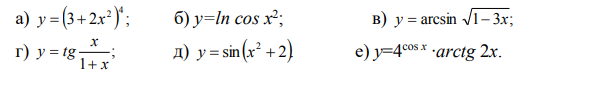 а) y = (3 + 2x²)⁴; б) y=ln cos x²; в) y = arcsin √(1 − 3x);
г) y = tg x/(1 + x); д) y = sin(x² + 2). е) y=4^(cos x) ·arctg 2x.